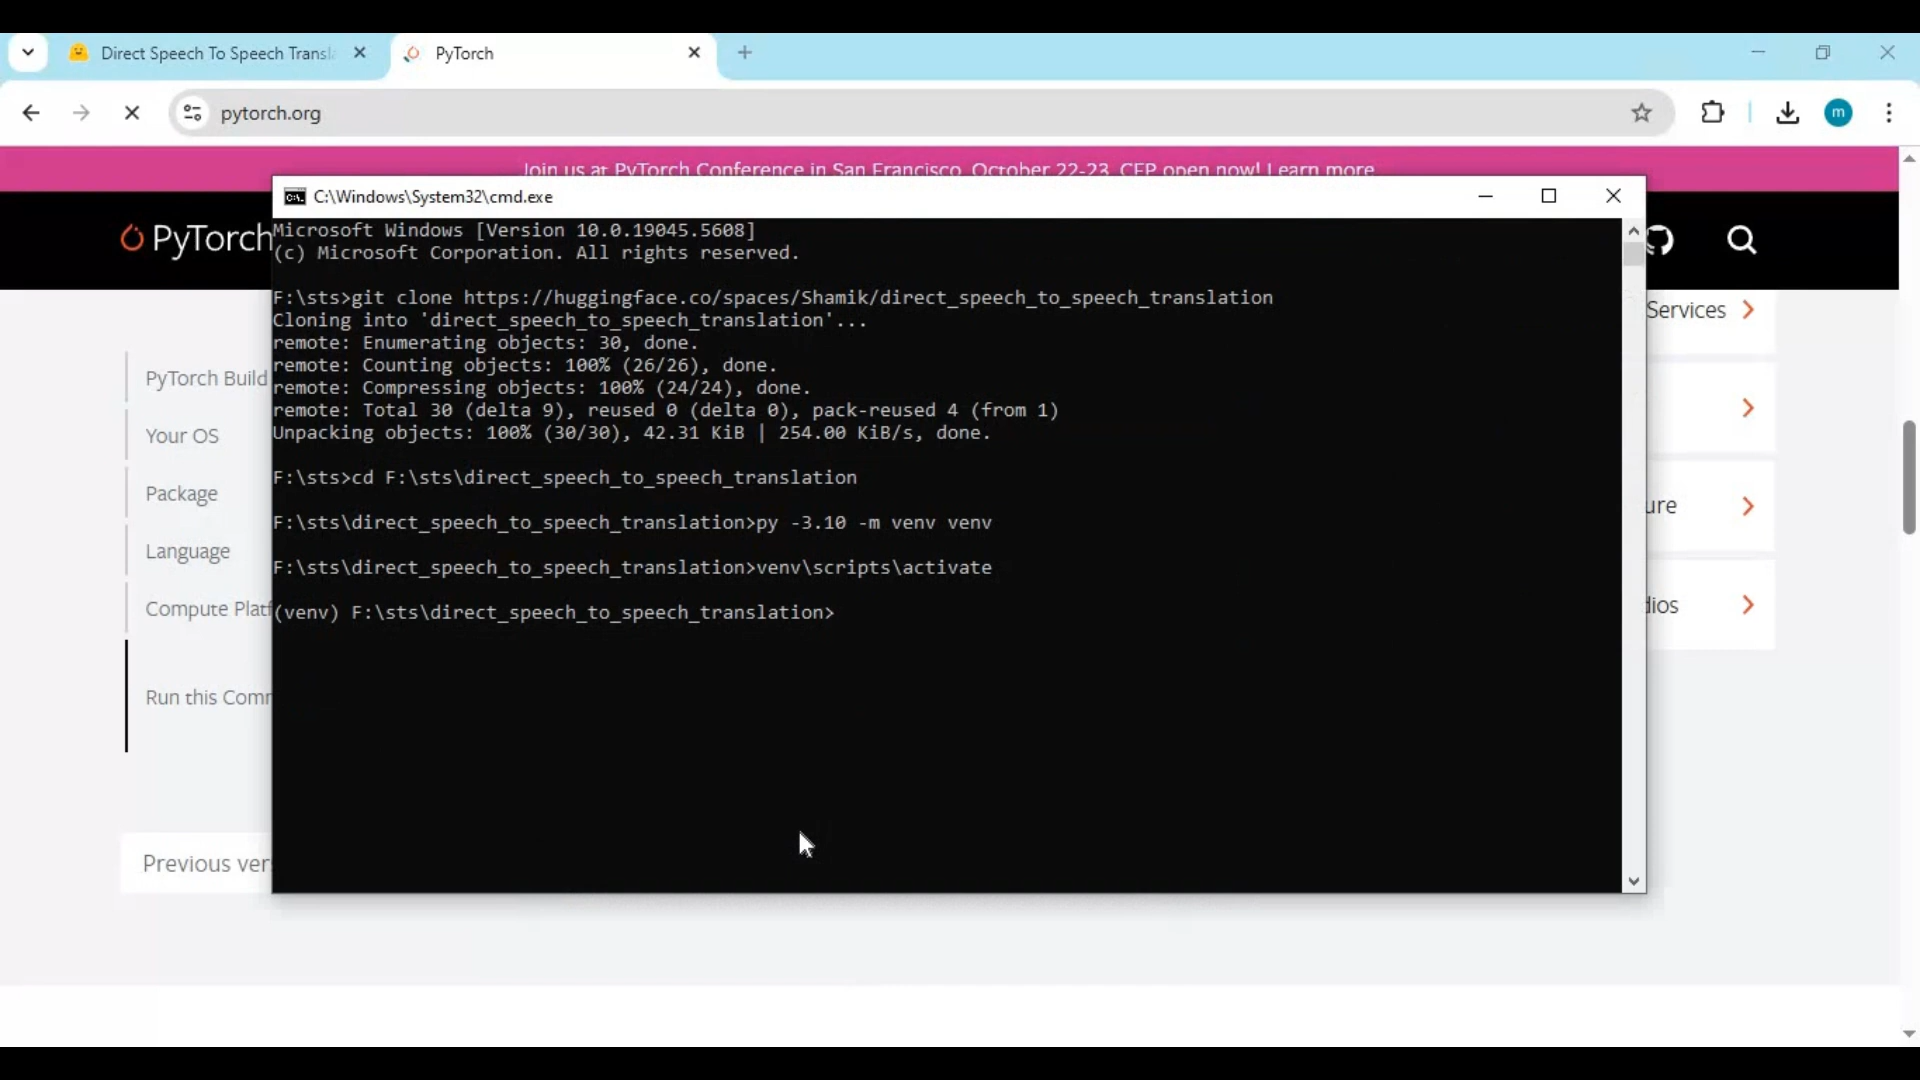 Direct Speech To Speech Transl
PyTorch
pytorch.org
m
Join us at PyTorch Conference in San Francisco, October 22-23. CFP open now! Learn more
PyTorch
C:\Windows\System32\cmd.exe
Microsoft Windows [Version 10.0.19045.5608]
(c) Microsoft Corporation. All rights reserved.
F:\sts>git clone https://huggingface.co/spaces/Shamik/direct_speech_to_speech_translation
Cloning into 'direct_speech_to_speech_translation'...
remote: Enumerating objects: 30, done.
remote: Counting objects: 100% (26/26), done.
remote: Compressing objects: 100% (24/24), done.
remote: Total 30 (delta 9), reused 0 (delta 0), pack-reused 4 (from 1)
Unpacking objects: 100% (30/30), 42.31 KiB | 254.00 KiB/s, done.
F:\sts>cd F:\sts\direct_speech_to_speech_translation
F:\sts\direct_speech_to_speech_translation>py -3.10 -m venv venv
F:\sts\direct_speech_to_speech_translation>venv\scripts\activate
(venv) F:\sts\direct_speech_to_speech_translation>
PyTorch Build
Your OS
Package
Language
Compute Platf
Run this Comm
Previous ver
Services
ure
dios